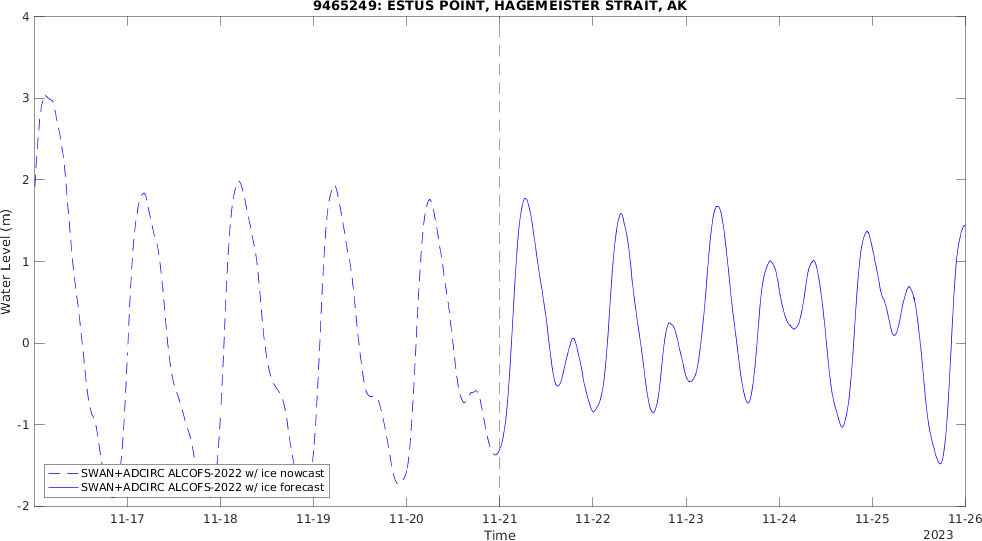 9465249: ESTUS POINT, HAGEMEISTER STRAIT, AK
4
3
2
1
0
-1
-2
Water Level (m)
SWAN+ADCIRC ALCOFS-2022 w/ ice nowcast
SWAN+ADCIRC ALCOFS-2022 w/ ice forecast
11-17 11-18 11-19 11-20 11-21 11-22 11-23 11-24 11-25 11-26
Time
2023